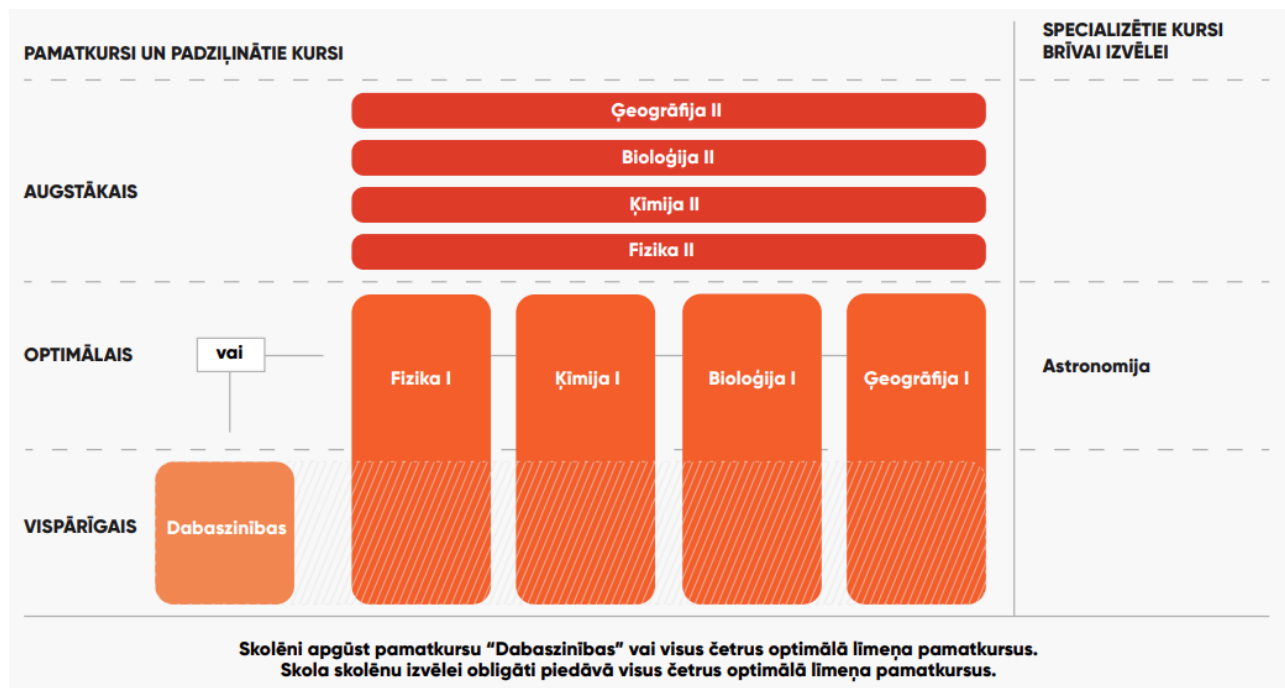 PAMATKURSI UN PADZIĻINĀTIE KURSI
SPECIALIZĒTIE KURSI
BRĪVAI IZVĒLEI
AUGSTĀKAIS
Ģeogrāfija II
Bioloģija II
Ķīmija II
Fizika II
OPTIMĀLAIS
vai
Fizika I
Ķīmija I
Bioloģija I
Ģeogrāfija I
Astronomija
VISPĀRĪGAIS
Dabaszinības
Skolēni apgūst pamatkursu “Dabaszinības” vai visus četrus optimālā līmeņa pamatkursus.
Skola skolēnu izvēlei obligāti piedāvā visus četrus optimālā līmeņa pamatkursus.